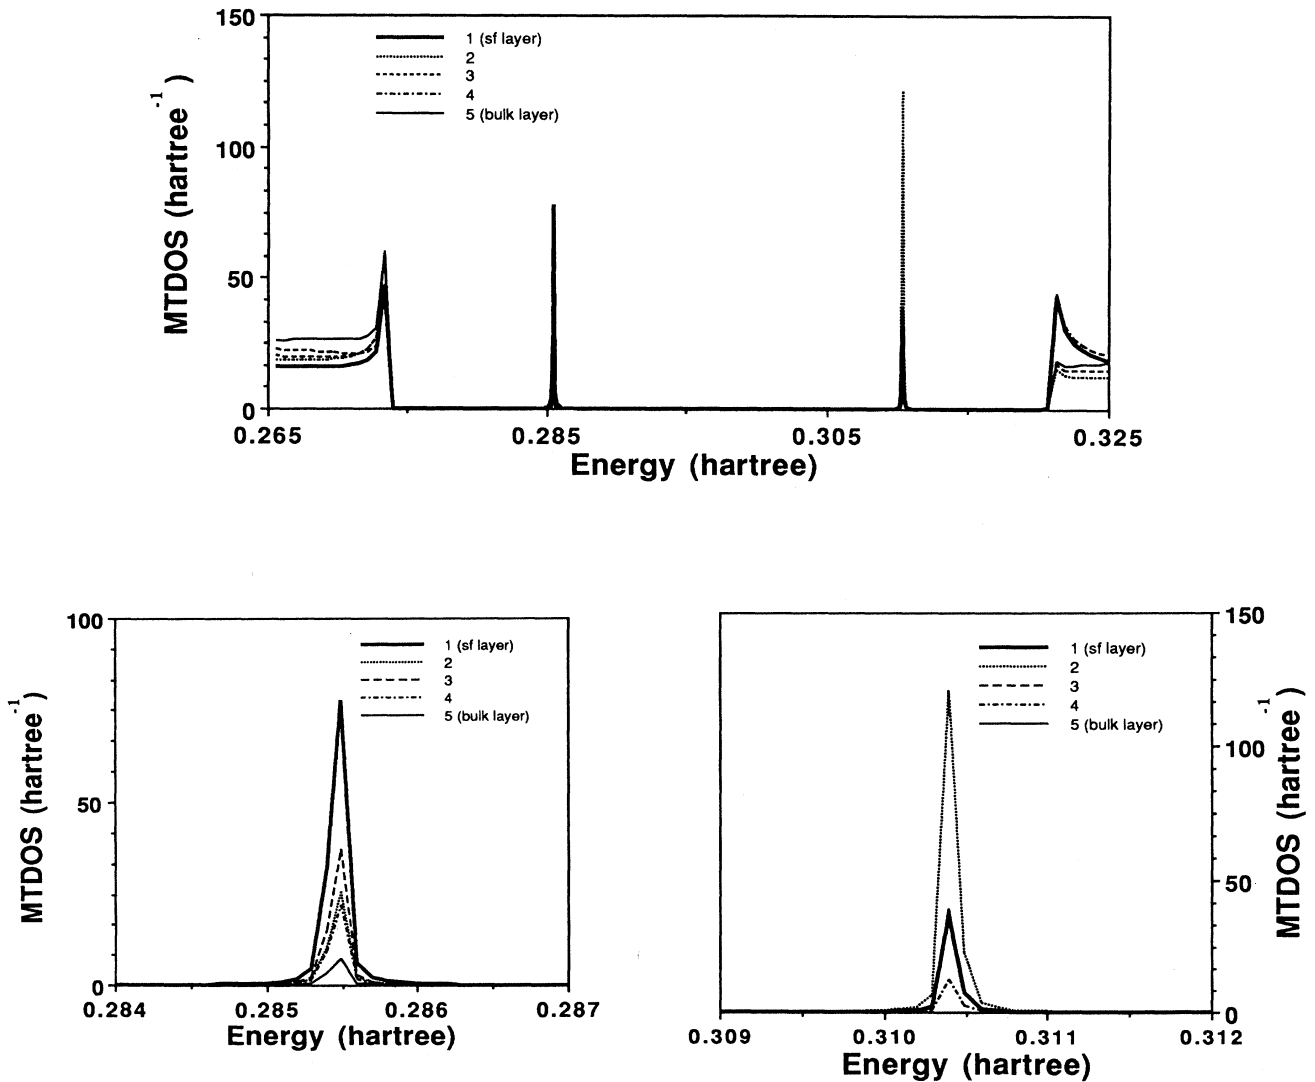 150
100
50
0
MTDOS (hartree-1)
1 (sf layer)
2
3
4
5 (bulk layer)
0.265 0.285 0.305 0.325
Energy (hartree)
100
50
0
MTDOS (hartree-1)
1 (sf layer)
2
3
4
5 (bulk layer)
0.284 0.285 0.286 0.287
Energy (hartree)
1 (sf layer)
2
3
4
5 (bulk layer)
150
100
50
0
MTDOS (hartree-1)
0.309 0.310 0.311 0.312
Energy (hartree)